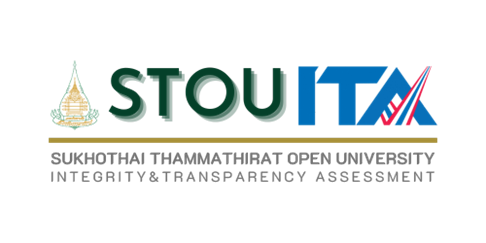 STOU ITA
SUKHOTHAI THAMMATHIRAT OPEN UNIVERSITY
INTEGRITY&TRANSPARENCY ASSESSMENT